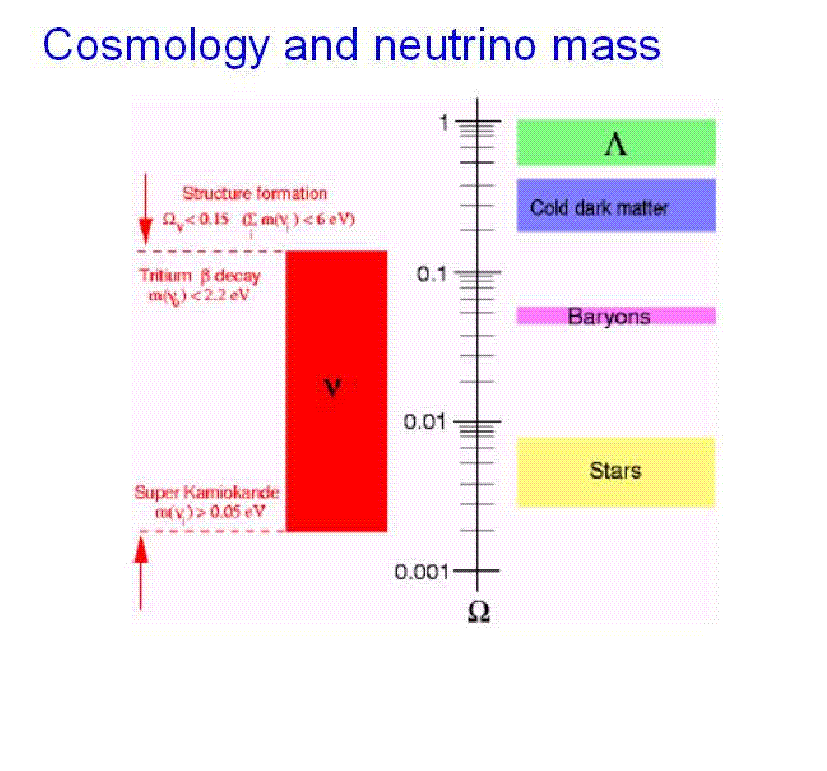 Cosmology and neutrino mass
Structure formation
Ων < 0.15 (Σ m(νi) < 6 eV)
i
Tritium β decay
m(ν) < 2.2 eV
ν
Super Kamiokande
m(νi) > 0.05 eV
1
0.1
0.01
0.001
Ω
Λ
Cold dark matter
Baryons
Stars